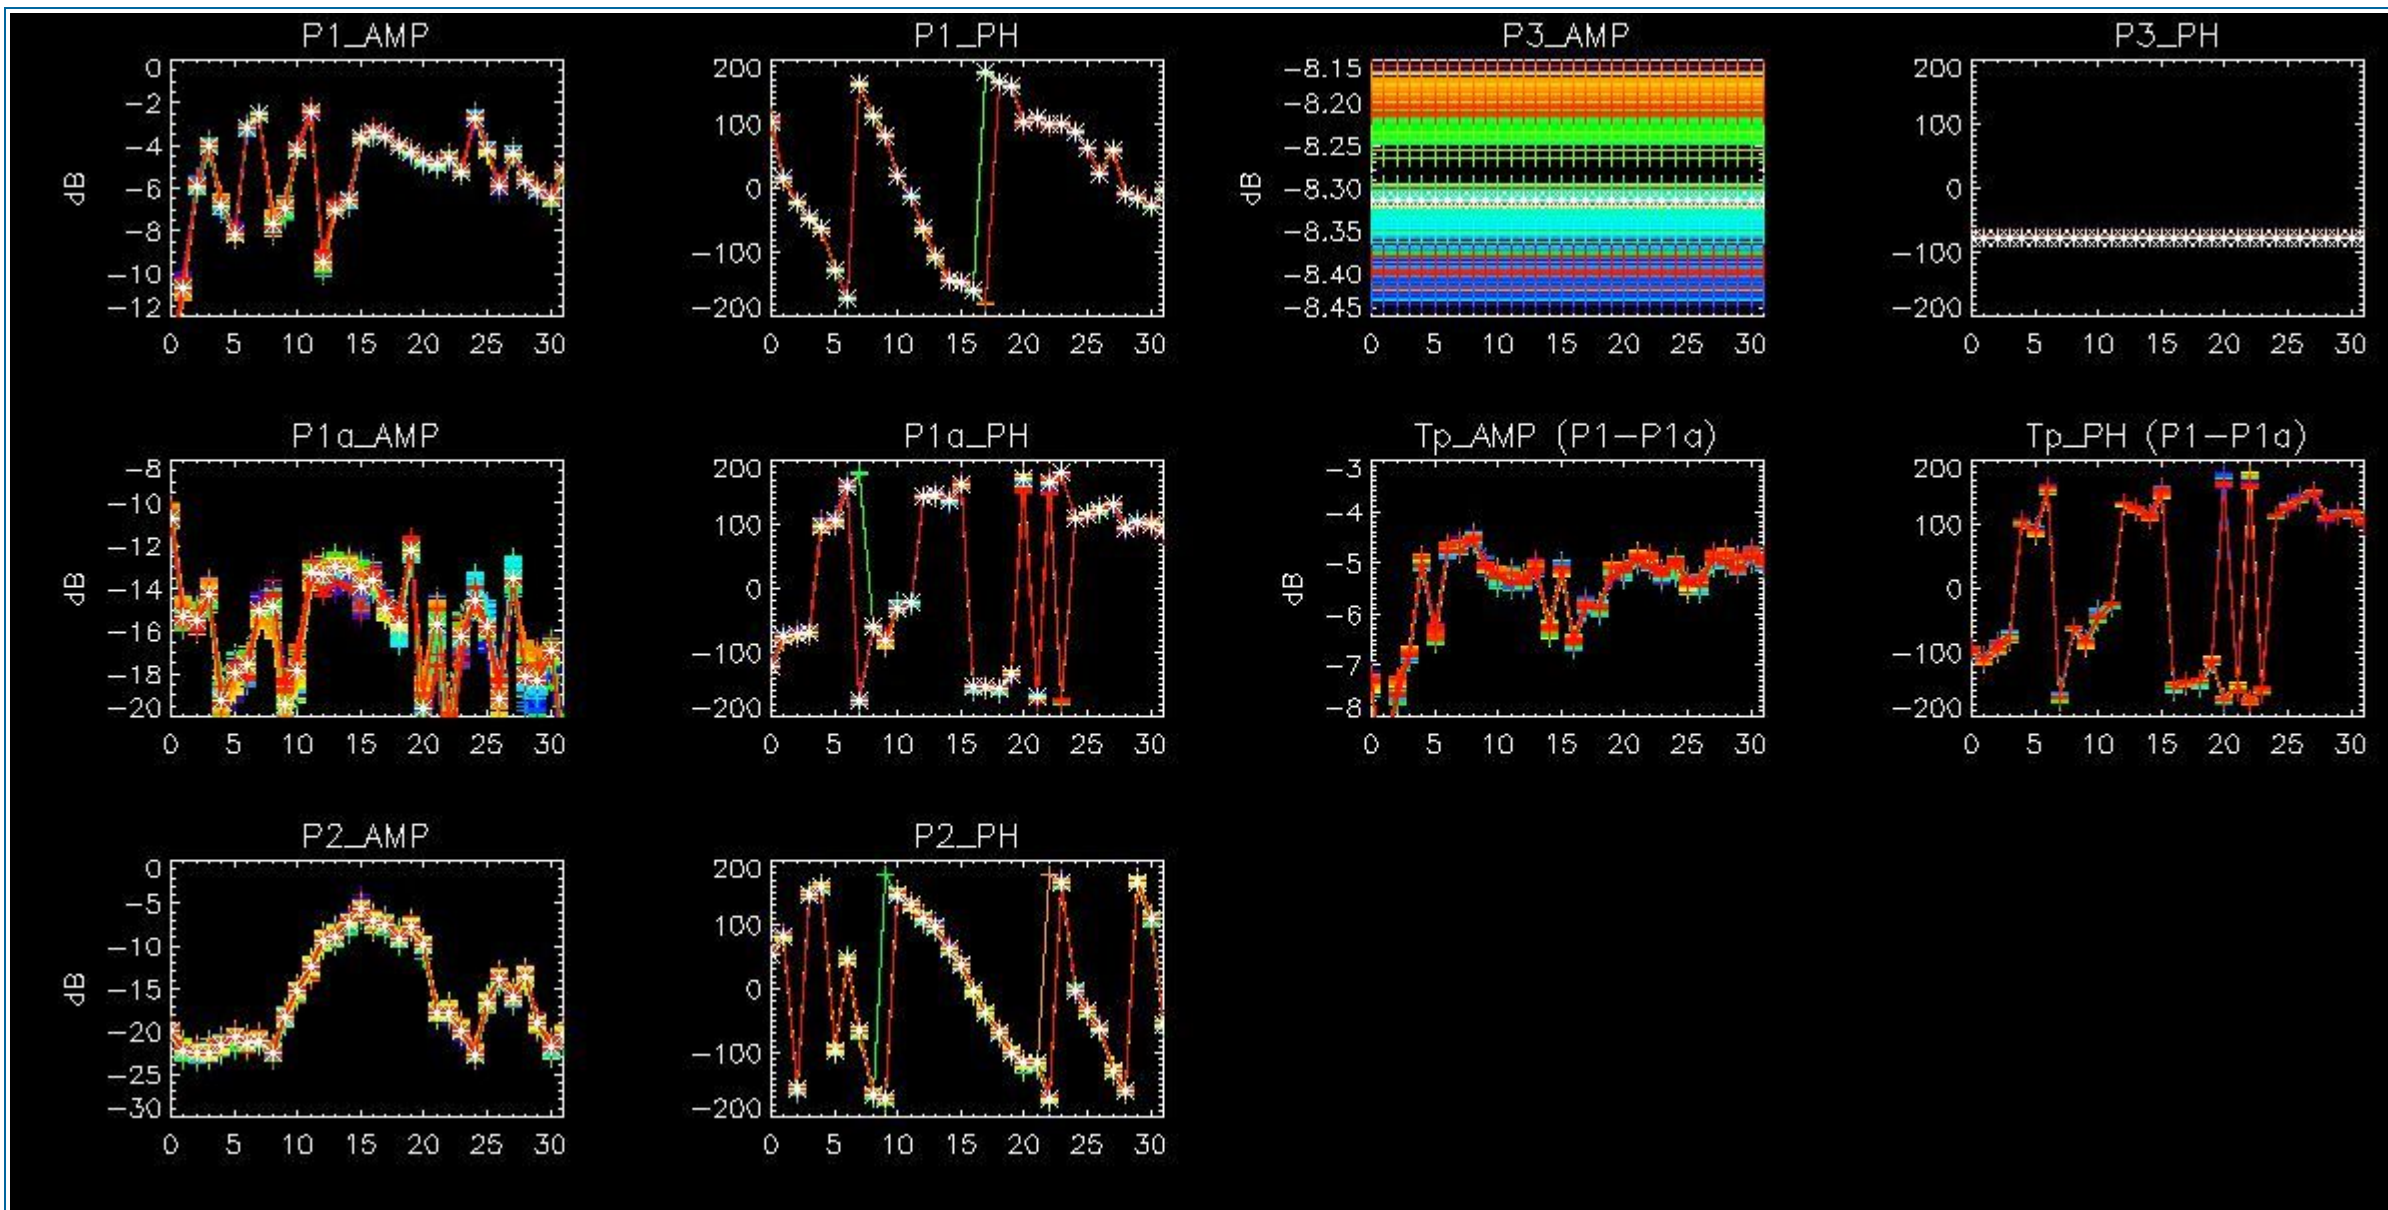 P1_AMP
0
−2
−4
−6
−8
−10
−12
dB
0 5 10 15 20 25 30
P1_PH
200
100
0
−100
−200
0 5 10 15 20 25 30
P3_AMP
−8.15
−8.20
−8.25
−8.30
−8.35
−8.40
−8.45
dB
0 5 10 15 20 25 30
P3_PH
200
100
0
−100
−200
0 5 10 15 20 25 30
P1a_AMP
−8
−10
−12
−14
−16
−18
−20
dB
0 5 10 15 20 25 30
P1a_PH
200
100
0
−100
−200
0 5 10 15 20 25 30
Tp_AMP (P1−P1a)
−3
−4
−5
−6
−7
−8
dB
0 5 10 15 20 25 30
Tp_PH (P1−P1a)
200
100
0
−100
−200
0 5 10 15 20 25 30
P2_AMP
0
−5
−10
−15
−20
−25
−30
dB
0 5 10 15 20 25 30
P2_PH
200
100
0
−100
−200
0 5 10 15 20 25 30